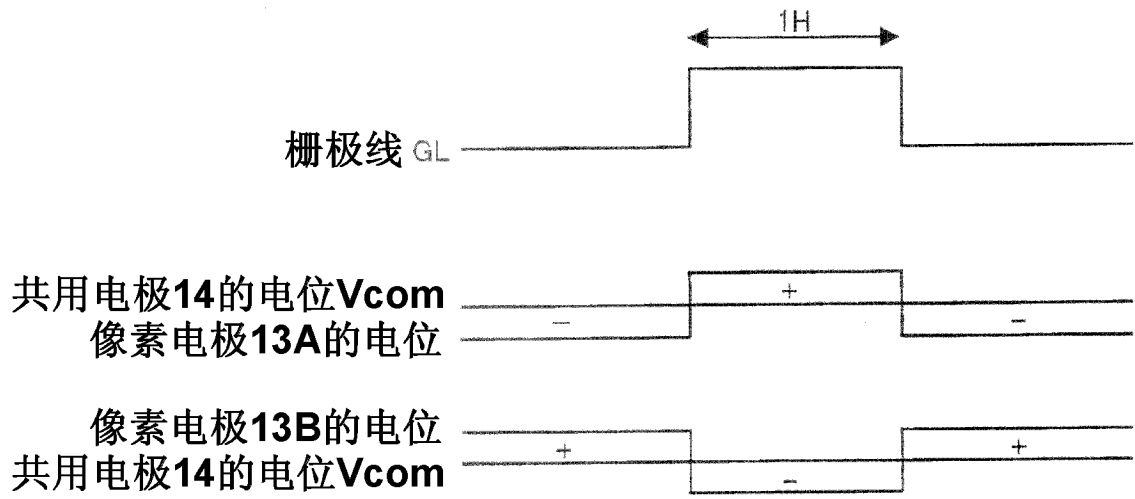 1H
栅极线 GL
共用电极14的电位Vcom
+
－ -
像素电极13A的电位
像素电极13B的电位
+ +
共用电极14的电位Vcom
-